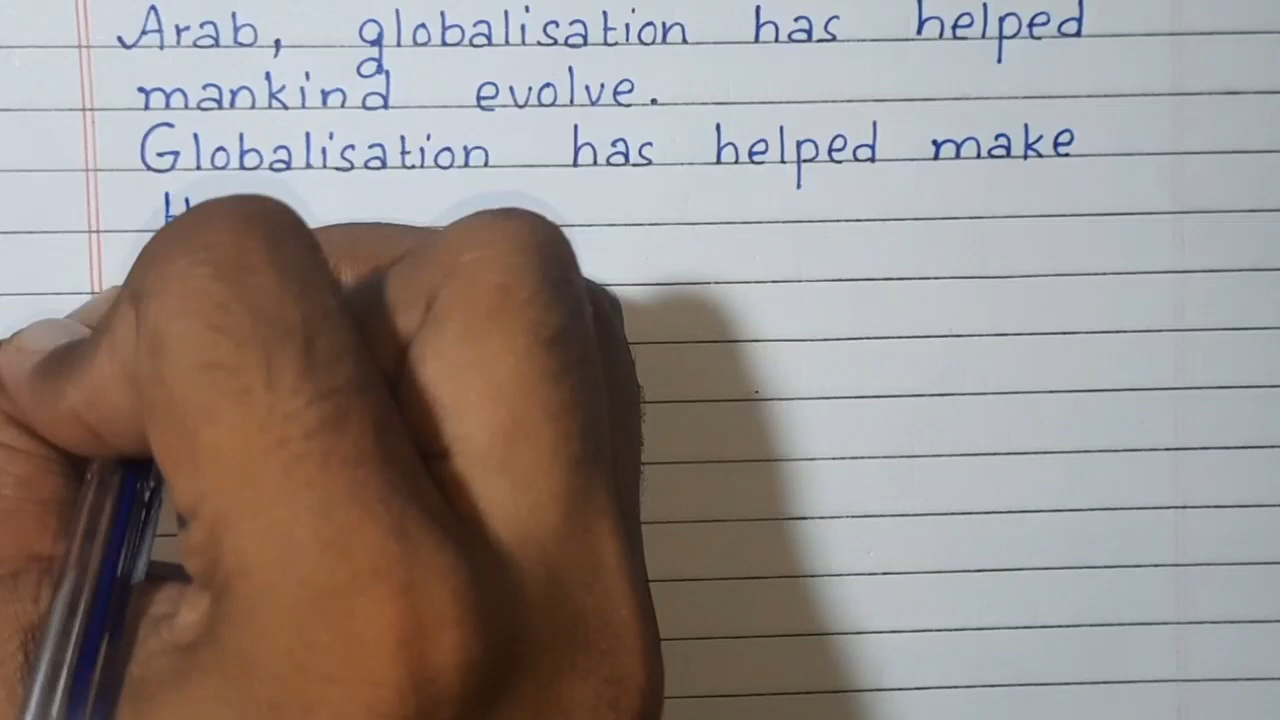 Arab, globalisation has helped
mankind evolve.
Globalisation has helped make